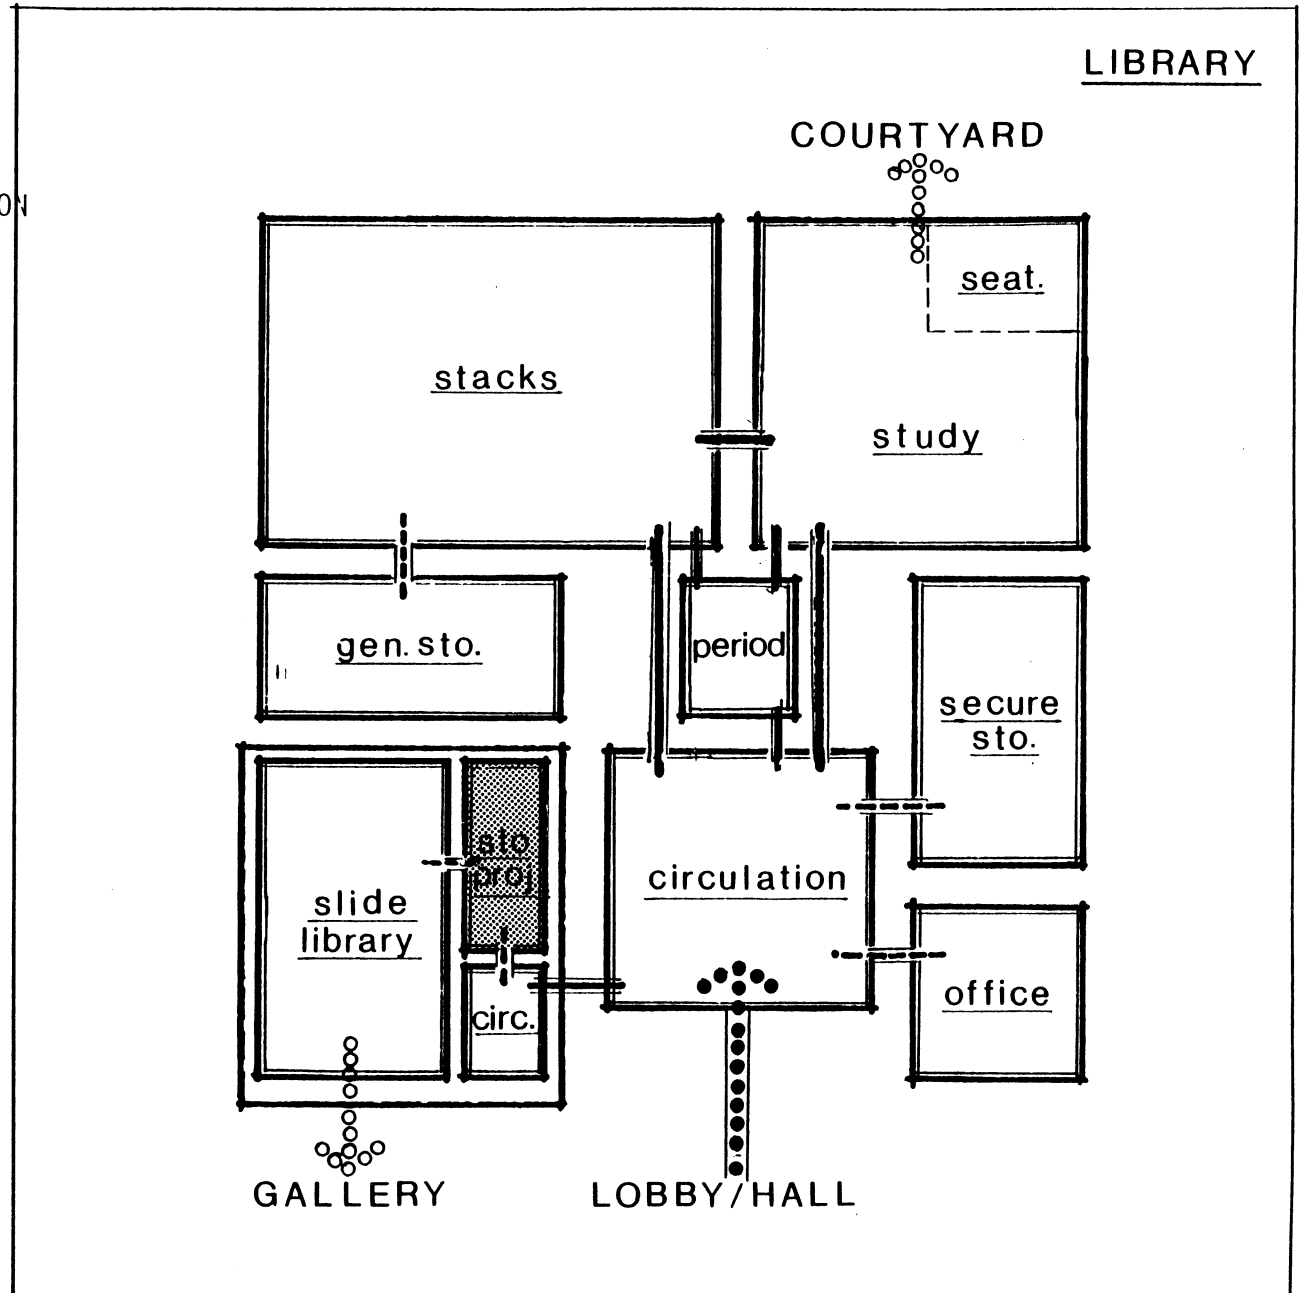 LIBRARY
COURTYARD
ON
seat.
stacks
study
gen. sto.
period
secure
sto.
sto
proj
circulation
slide
library
office
circ.
GALLERY
LOBBY/HALL